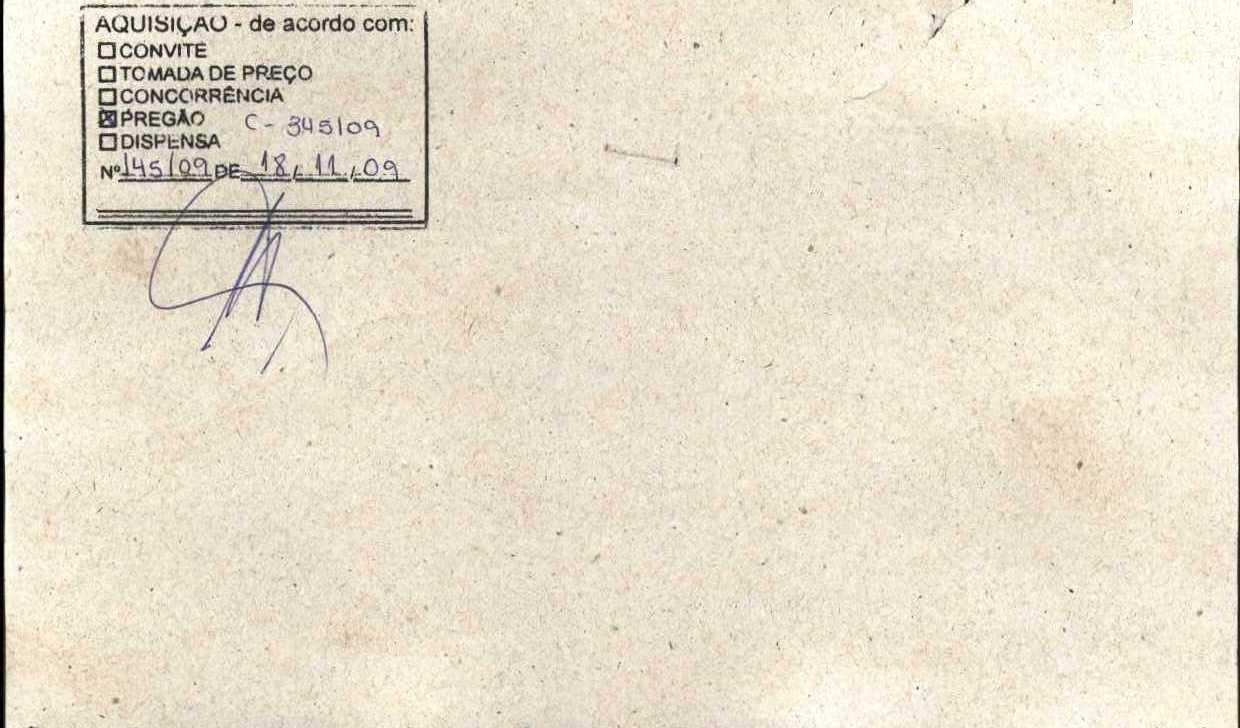 AQUISIÇÃO - de acordo com:
☐ CONVITE
☐ TOMADA DE PREÇO
☐ CONCORRÊNCIA
☒ PREGÃO C - 345/09
☐ DISPENSA
Nº 145/09 DE 18/11/09